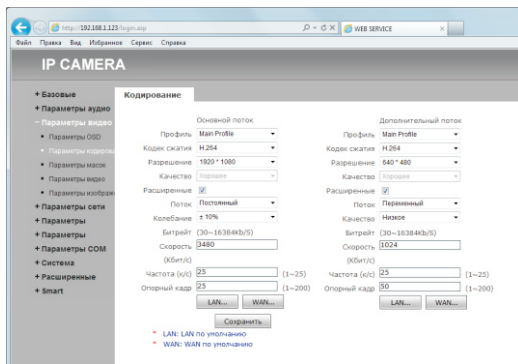 http://192.168.1.123/login.asp
WEB SERVICE
Файл Правка Вид Избранное Сервис Справка
IP CAMERA
+ Базовые
+ Параметры аудио
− Параметры видео
• Параметры OSD
• Параметры кодирова
• Параметры масок
• Параметры видео
• Параметры изображ
+ Параметры сети
+ Параметры
+ Параметры
+ Параметры COM
+ Система
+ Расширенные
+ Smart
Кодирование
Основной поток
Профиль Main Profile
Кодек сжатия H.264
Разрешение 1920 * 1080
Качество Хорошее
Расширенные
Поток Постоянный
Колебание ± 10%
Битрейт (30~16384Kb/S)
Скорость 3480
(Кбит/с)
Частота (к/с) 25 (1~25)
Опорный кадр 25 (1~200)
LAN... WAN...
Дополнительный поток
Профиль Main Profile
Кодек сжатия H.264
Разрешение 640 * 480
Качество Хорошее
Расширенные
Поток Переменный
Качество Низкое
Битрейт (30~16384Kb/S)
Скорость 1024
(Кбит/с)
Частота (к/с) 25 (1~25)
Опорный кадр 50 (1~200)
LAN... WAN...
Сохранить
* LAN: LAN по умолчанию
* WAN: WAN по умолчанию